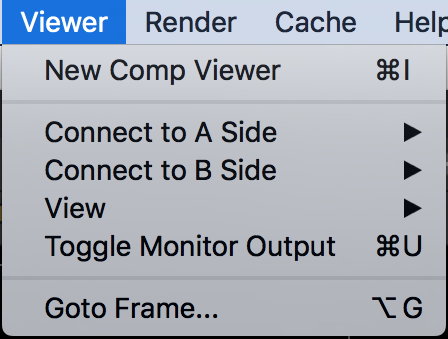 Viewer Render Cache Help
New Comp Viewer ⌘I
Connect to A Side ▶
Connect to B Side ▶
View ▶
Toggle Monitor Output ⌘U
Goto Frame... ⌥G